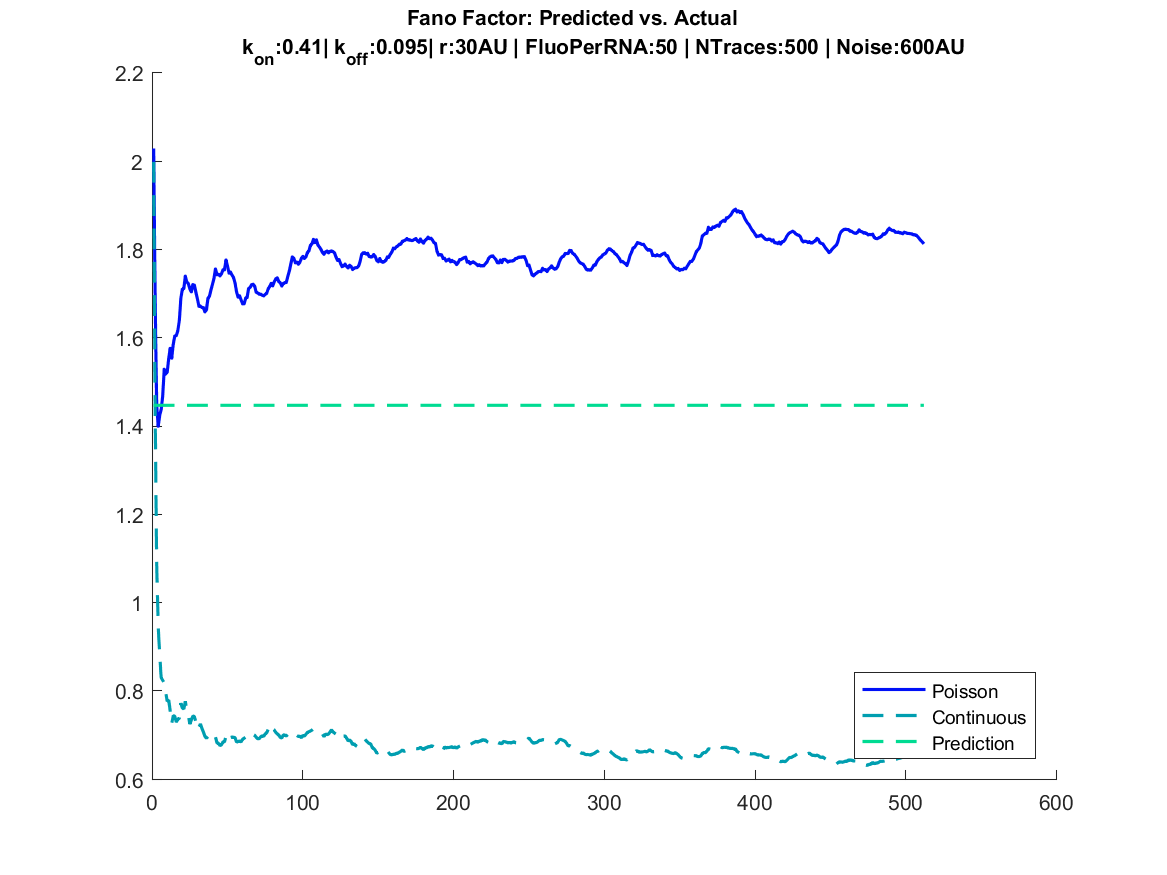 Fano Factor: Predicted vs. Actual
kon:0.41| koff:0.095| r:30AU | FluoPerRNA:50 | NTraces:500 | Noise:600AU
2.2
2
1.8
1.6
1.4
1.2
1
0.8
0.6
Poisson
Continuous
Prediction
0 100 200 300 400 500 600